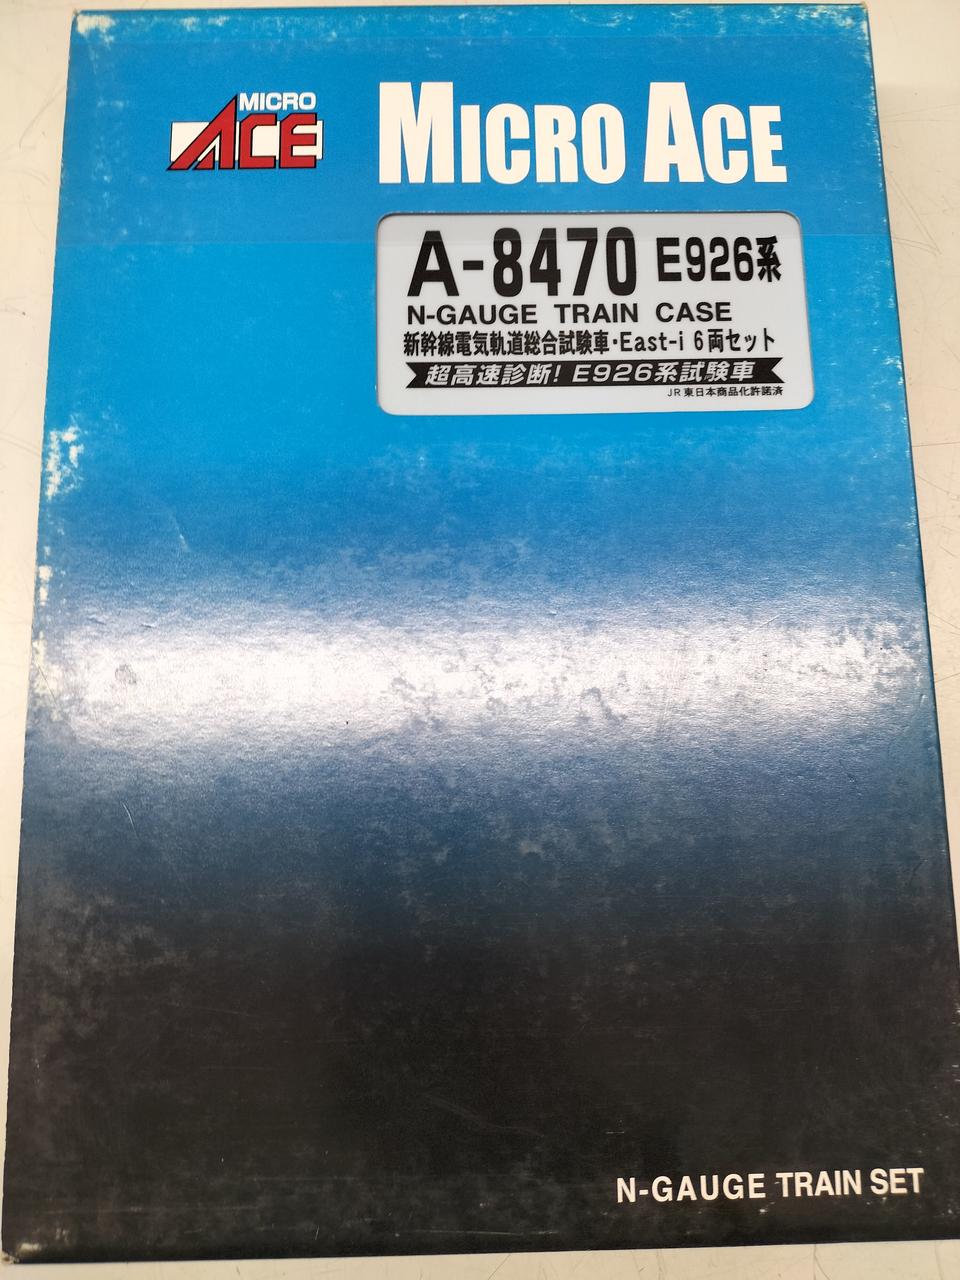 MICRO
ACE
MICRO ACE
A-8470 E926系
N-GAUGE TRAIN CASE
新幹線電気軌道総合試験車・East-i 6両セット
超高速診断! E926系試験車
JR東日本商品化許諾済
N-GAUGE TRAIN SET